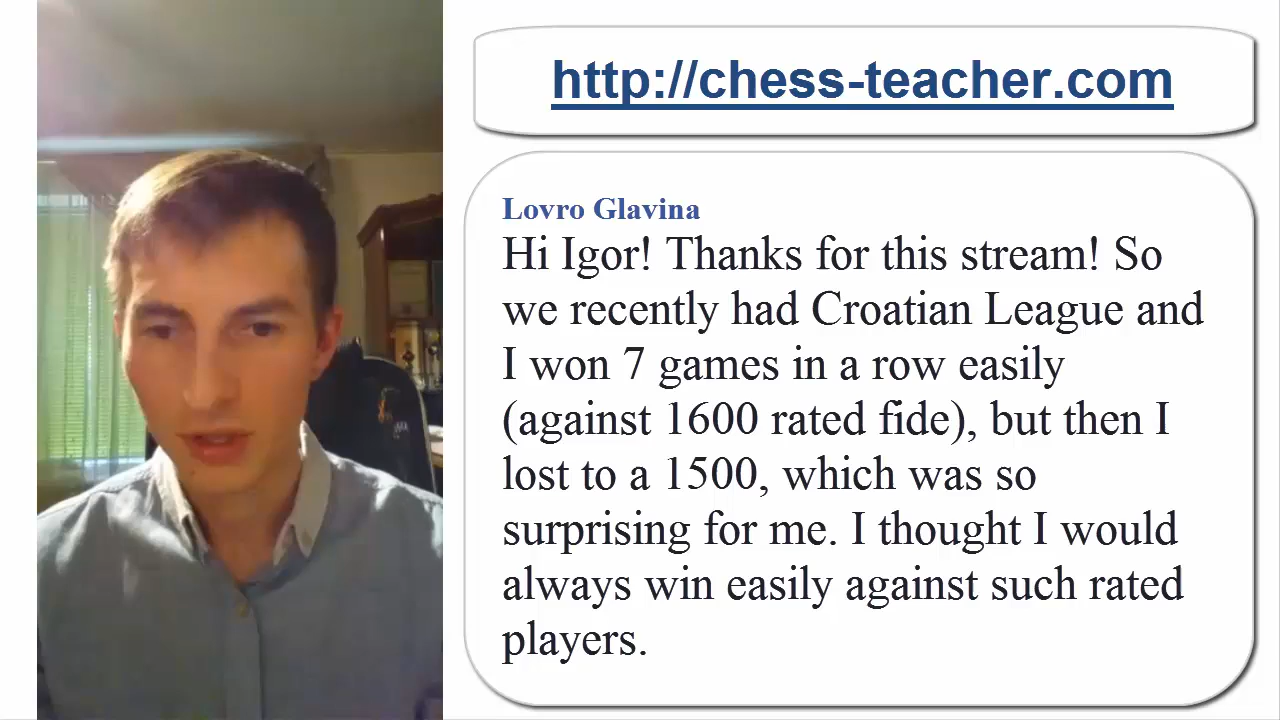 http://chess-teacher.com
Lovro Glavina
Hi Igor! Thanks for this stream! So
we recently had Croatian League and
I won 7 games in a row easily
(against 1600 rated fide), but then I
lost to a 1500, which was so
surprising for me. I thought I would
always win easily against such rated
players.